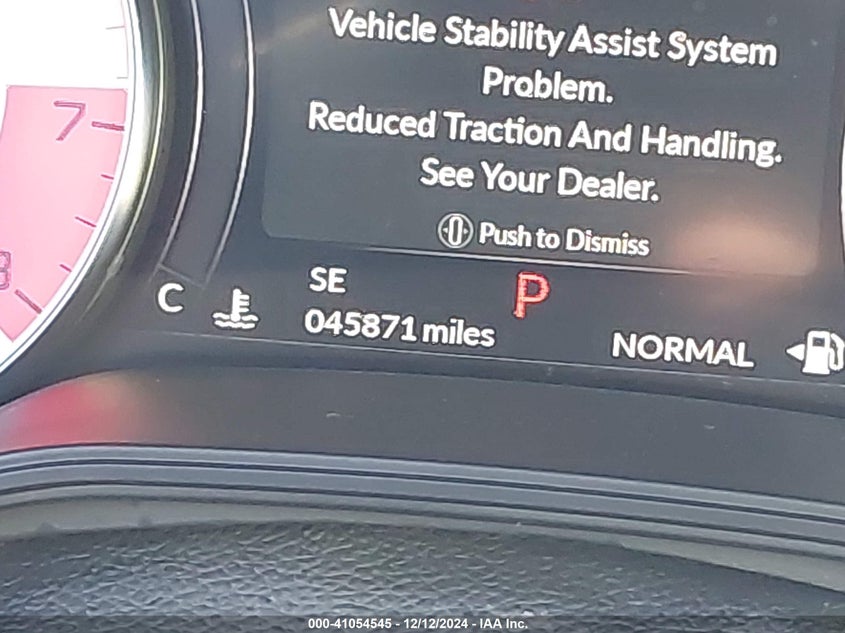 Vehicle Stability Assist System
Problem.
Reduced Traction And Handling.
See Your Dealer.
Push to Dismiss
7
8
C
SE
P
045871 miles
NORMAL
000-41054545 - 12/12/2024 - IAA Inc.